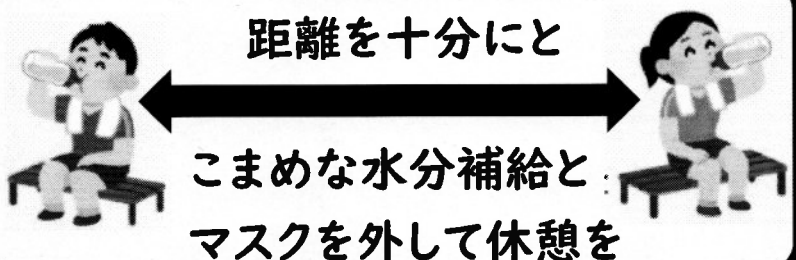 距離を十分にと
こまめな水分補給と
マスクを外して休憩を